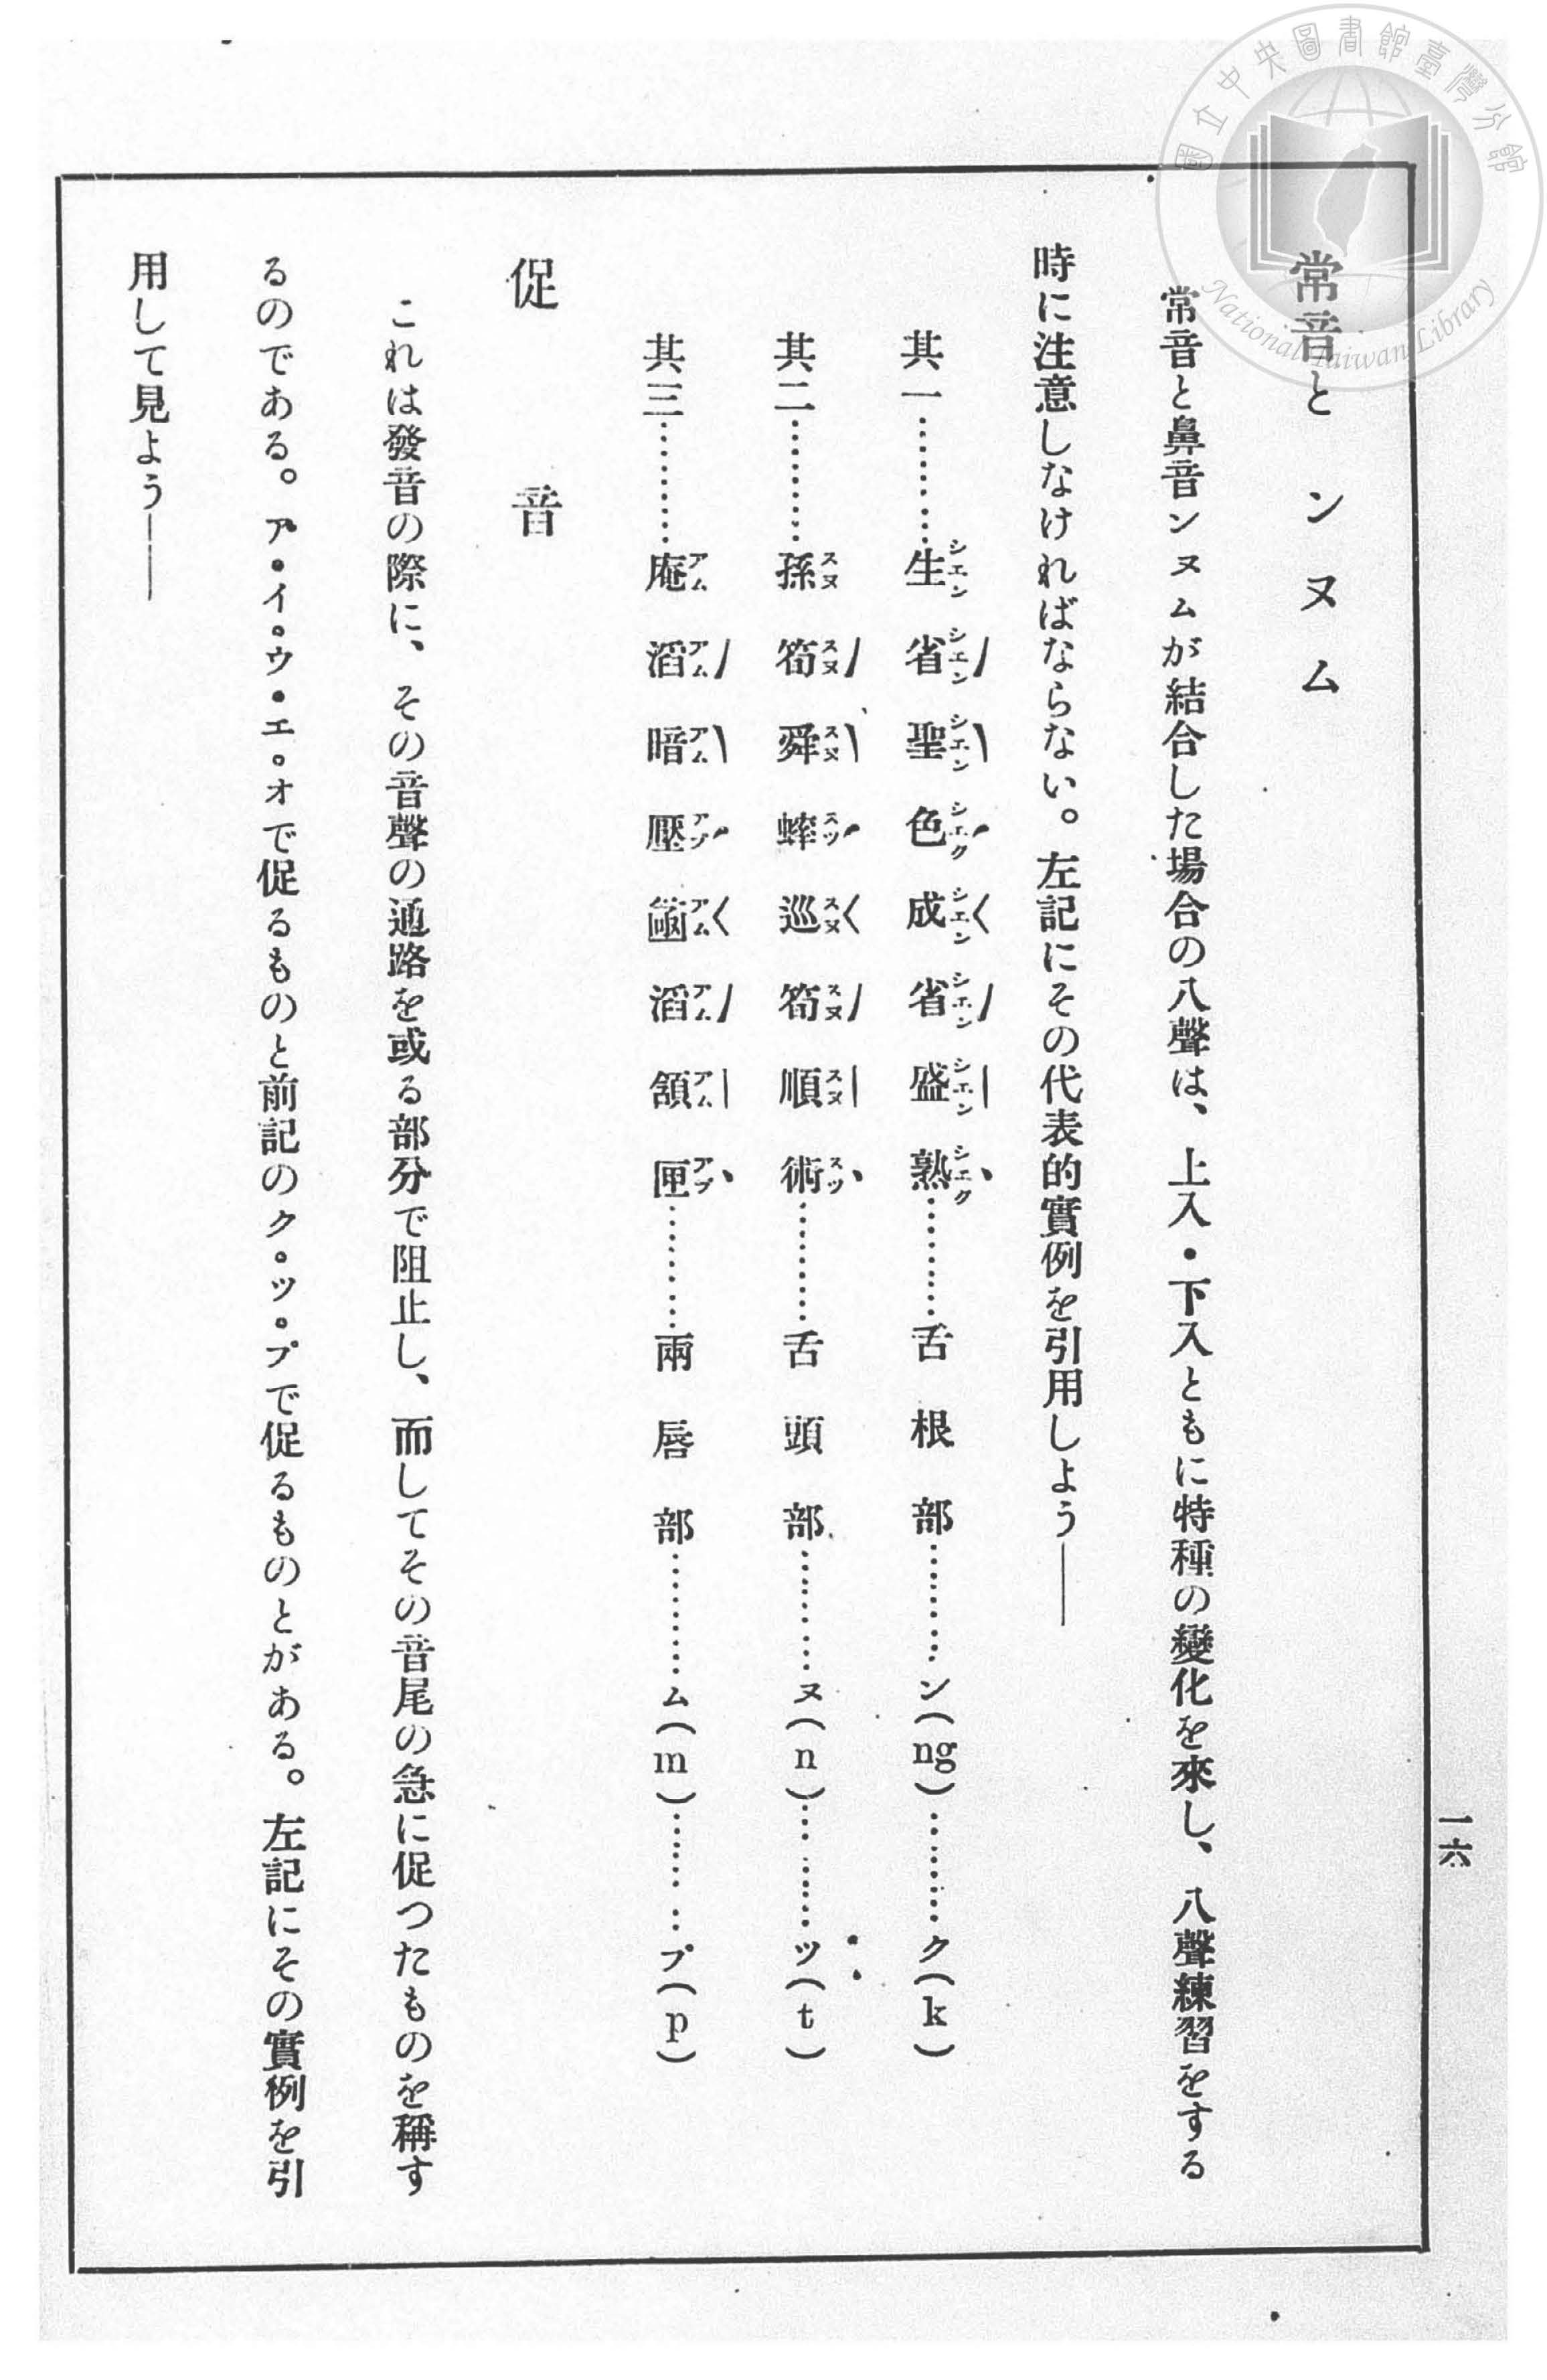 國立中央圖書館臺灣分館
National Taiwan Library
一六
常音と ンヌム
常音と鼻音ンヌムが結合した場合の八聲は、上入・下入ともに特種の變化を來し、八聲練習をする
時に注意しなければならない。左記にその代表的實例を引用しよう——
其一………生シエン 省シエン丿 聖シエン 色シエク 成シエンく 省シエン丿 盛シエン｜ 熟シエク、………舌根部………ン(ng)………ク(k)
其二………孫スヌ 筍スヌ丿 舜スヌ 蟀スツ 巡スヌく 筍スヌ丿 順スヌ｜ 術スツ、………舌頭部………ヌ(n)………ツ(t)
其三………庵アム 滔アム丿 暗アム 壓アプ アムく 滔アム丿 頷アム｜ 匣アプ、………兩唇部………ム(m)………プ(p)
促音
これは發音の際に、その音聲の通路を或る部分で阻止し、而してその音尾の急に促つたものを稱す
るのである。ア・イ。ウ・エ。オで促るものと前記のク。ツ。プで促るものとがある。左記にその實例を引
用して見よう——